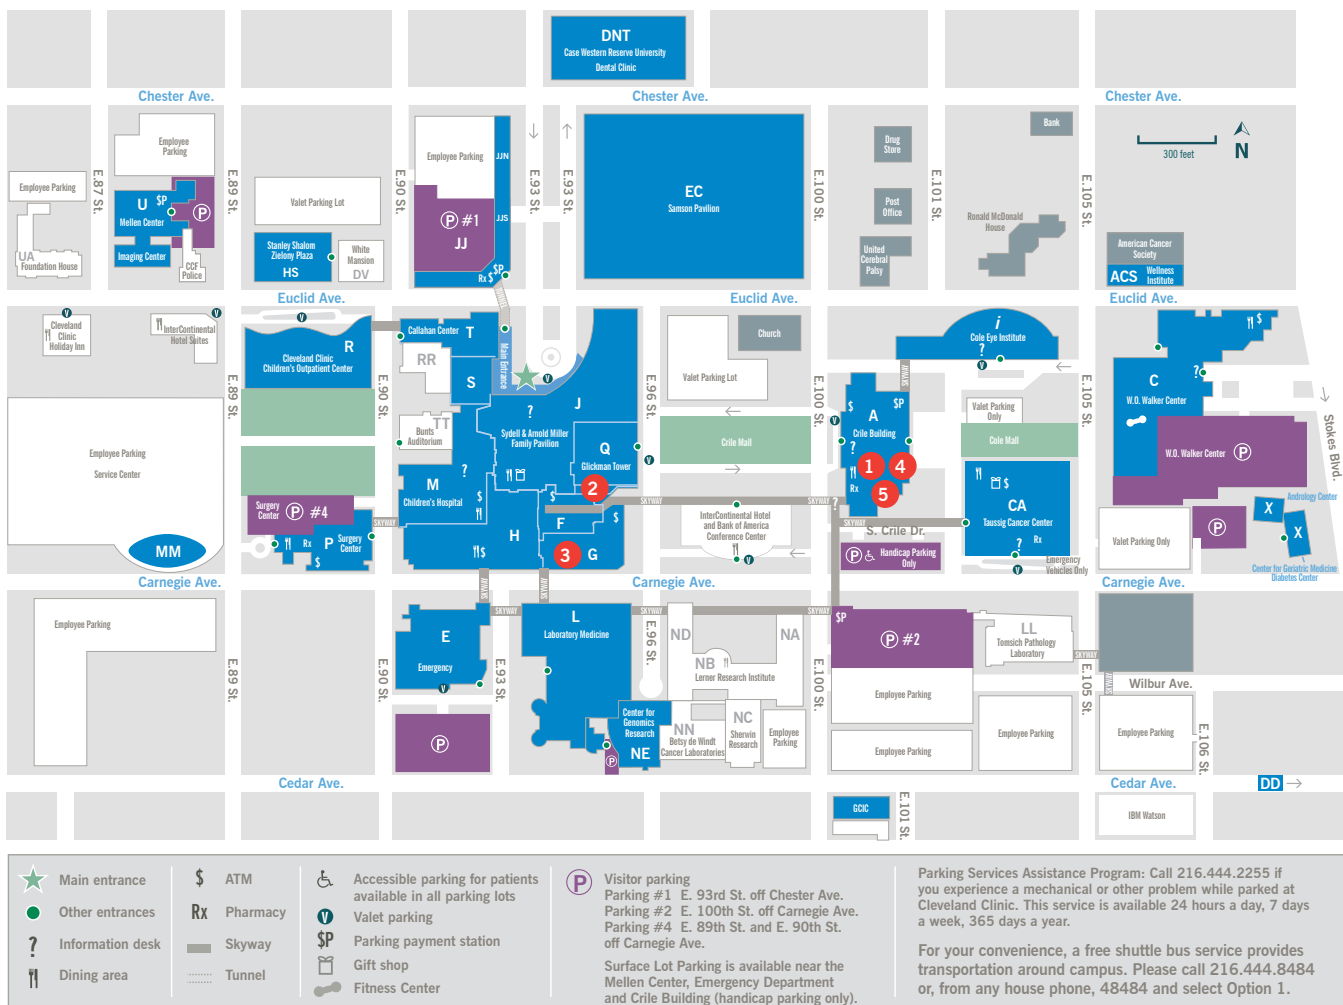 DNT
Case Western Reserve University
Dental Clinic
Chester Ave.
Chester Ave.
Chester Ave.
Employee
Parking
Employee Parking
U
$P
P
Mellen Center
Imaging Center
UA
Foundation House
CCF
Police
E.87 St.
E.89 St.
Valet Parking Lot
Stanley Shalom
Zielony Plaza
HS
White
Mansion
DV
E.90 St.
Employee Parking
JJN
P #1
JJ
JJS
$P
Rx $
E.93 St.
E.93 St.
EC
Samson Pavilion
E.100 St.
Drug
Store
Post
Office
United
Cerebral
Palsy
E.101 St.
Bank
Ronald McDonald
House
E.105 St.
300 feet
N
American Cancer
Society
ACS
Wellness
Institute
Euclid Ave.
Euclid Ave.
Euclid Ave.
V
Cleveland
Clinic
Holiday Inn
V
InterContinental
Hotel Suites
V
R
Cleveland Clinic
Children's Outpatient Center
E.89 St.
E.90 St.
Callahan Center
T
RR
S
TT
Bunts
Auditorium
Main Entrance
V
?
J
Sydell & Arnold Miller
Family Pavilion
Q
Glickman Tower
V
2
E.96 St.
Church
Valet Parking Lot
Crile Mall
E.100 St.
V
SKYWAY
i
Cole Eye Institute
?
V
$
$P
A
Crile Building
?
1
4
5
Rx
Valet Parking
Only
Cole Mall
E.105 St.
$
C
?
W.O. Walker Center
W.O. Walker Center
P
Stokes Blvd.
Employee Parking
Service Center
Surgery
Center
P #4
MM
Rx
P
Surgery
Center
$
SKYWAY
?
M
Children's Hospital
$
H
$
$
F
$
3
G
SKYWAY
SKYWAY
?
InterContinental Hotel
and Bank of America
Conference Center
V
SKYWAY
S. Crile Dr.
P
Handicap Parking
Only
$
CA
Taussig Cancer Center
?
Rx
V
Emergency
Vehicles Only
Valet Parking Only
P
Andrology Center
X
X
Center for Geriatric Medicine
Diabetes Center
Carnegie Ave.
Carnegie Ave.
Carnegie Ave.
SKYWAY
SKYWAY
SKYWAY
SKYWAY
SKYWAY
Employee Parking
E.89 St.
E.90 St.
E
Emergency
V
P
E.93 St.
L
Laboratory Medicine
E.96 St.
Center for
Genomics
Research
NE
P
ND
NA
NB
Lerner Research Institute
NN
Betsy de Windt
Cancer Laboratories
NC
Sherwin
Research
Employee
Parking
E.100 St.
$P
P #2
Employee Parking
Employee Parking
LL
Tomsich Pathology
Laboratory
SKYWAY
SKYWAY
Employee Parking
E.105 St.
Wilbur Ave.
Employee Parking
E.106 St.
Cedar Ave.
Cedar Ave.
DD
GCIC
E.101 St.
IBM Watson
Main entrance
Other entrances
? Information desk
Dining area
$ ATM
Rx Pharmacy
Skyway
Tunnel
Accessible parking for patients
available in all parking lots
V Valet parking
$P Parking payment station
Gift shop
Fitness Center
P Visitor parking
Parking #1 E. 93rd St. off Chester Ave.
Parking #2 E. 100th St. off Carnegie Ave.
Parking #4 E. 89th St. and E. 90th St.
off Carnegie Ave.
Surface Lot Parking is available near the
Mellen Center, Emergency Department
and Crile Building (handicap parking only).
Parking Services Assistance Program: Call 216.444.2255 if
you experience a mechanical or other problem while parked at
Cleveland Clinic. This service is available 24 hours a day, 7 days
a week, 365 days a year.
For your convenience, a free shuttle bus service provides
transportation around campus. Please call 216.444.8484
or, from any house phone, 48484 and select Option 1.